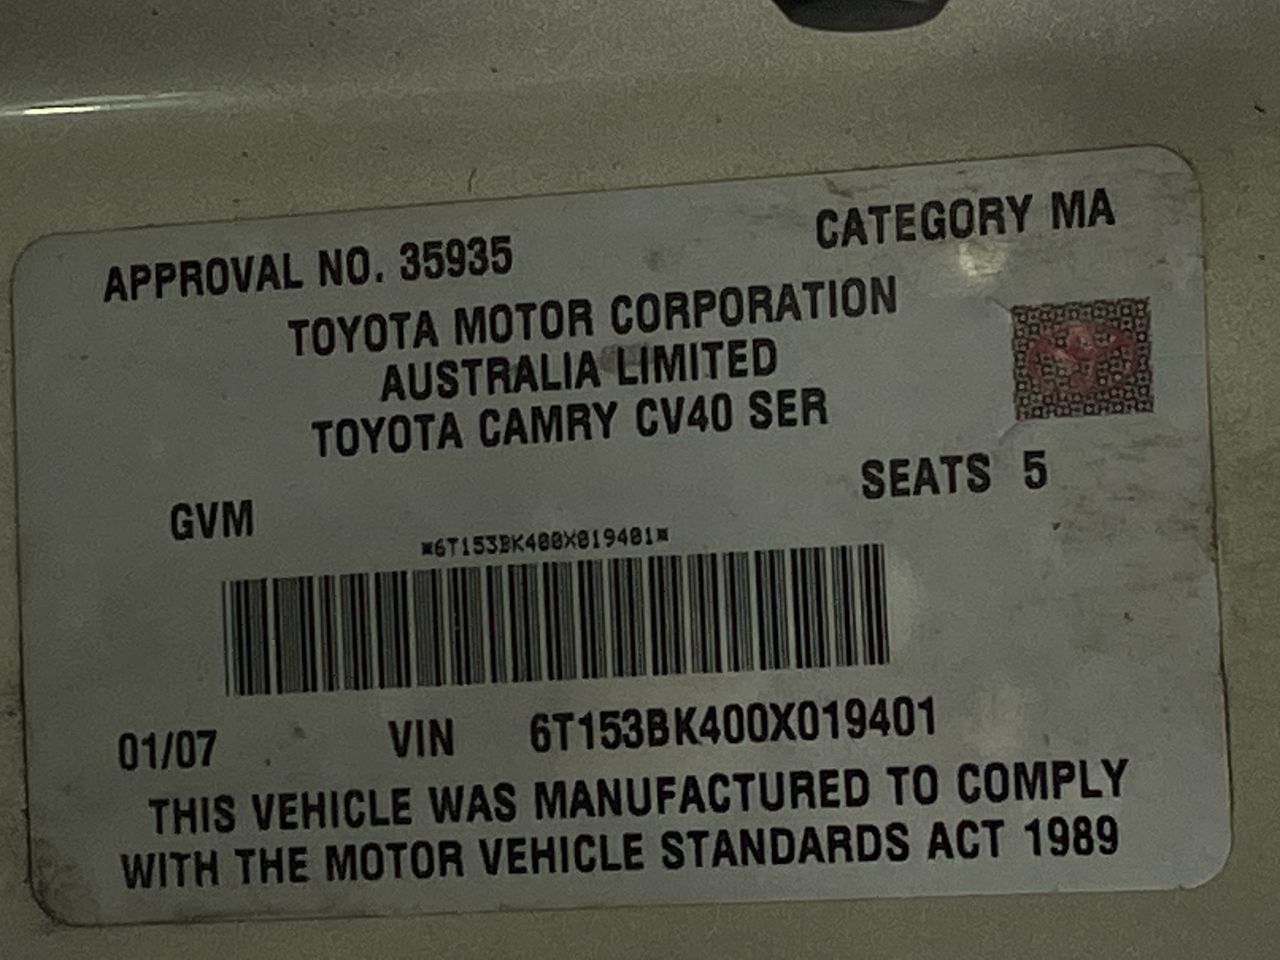 APPROVAL NO. 35935 CATEGORY MA
TOYOTA MOTOR CORPORATION
AUSTRALIA LIMITED
TOYOTA CAMRY CV40 SER
SEATS 5
GVM
*6T153BK400X019401*
01/07 VIN 6T153BK400X019401
THIS VEHICLE WAS MANUFACTURED TO COMPLY
WITH THE MOTOR VEHICLE STANDARDS ACT 1989